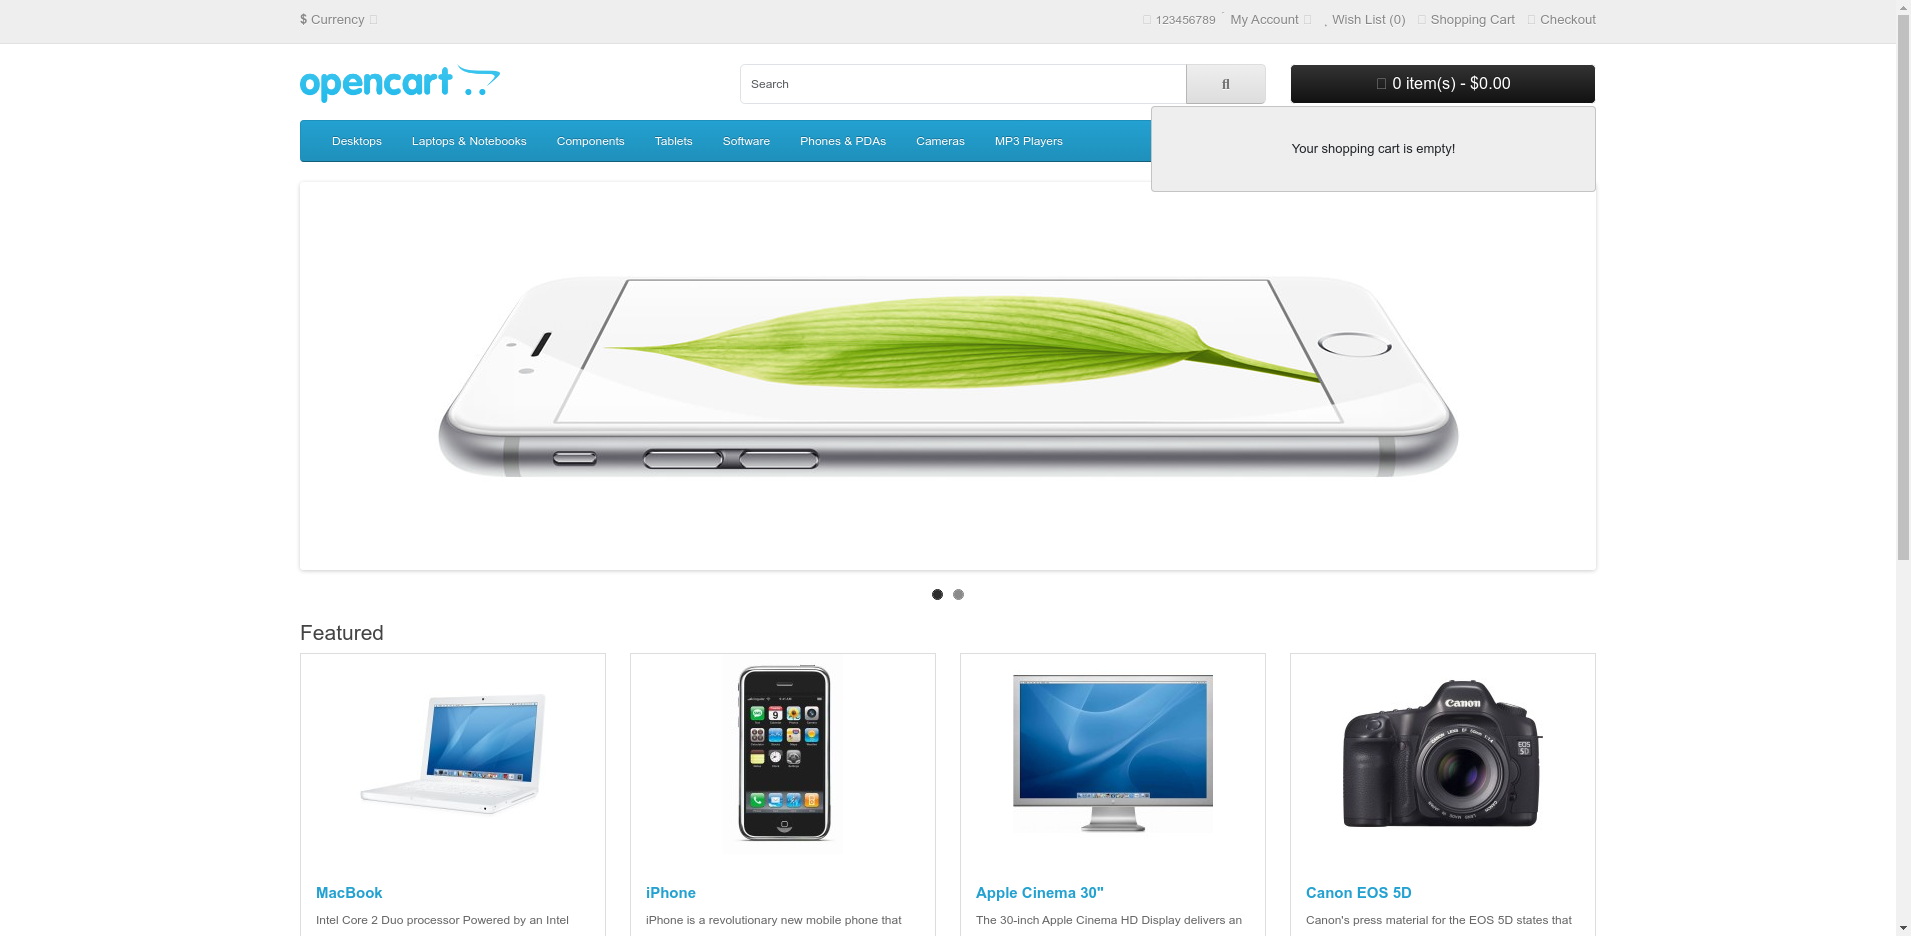 $ Currency
123456789 My Account Wish List (0) Shopping Cart Checkout
opencart
Search
0 item(s) - $0.00
Your shopping cart is empty!
Desktops Laptops & Notebooks Components Tablets Software Phones & PDAs Cameras MP3 Players
Featured
Canon
EOS
5D
MacBook
Intel Core 2 Duo processor Powered by an Intel
iPhone
iPhone is a revolutionary new mobile phone that
Apple Cinema 30"
The 30-inch Apple Cinema HD Display delivers an
Canon EOS 5D
Canon's press material for the EOS 5D states that